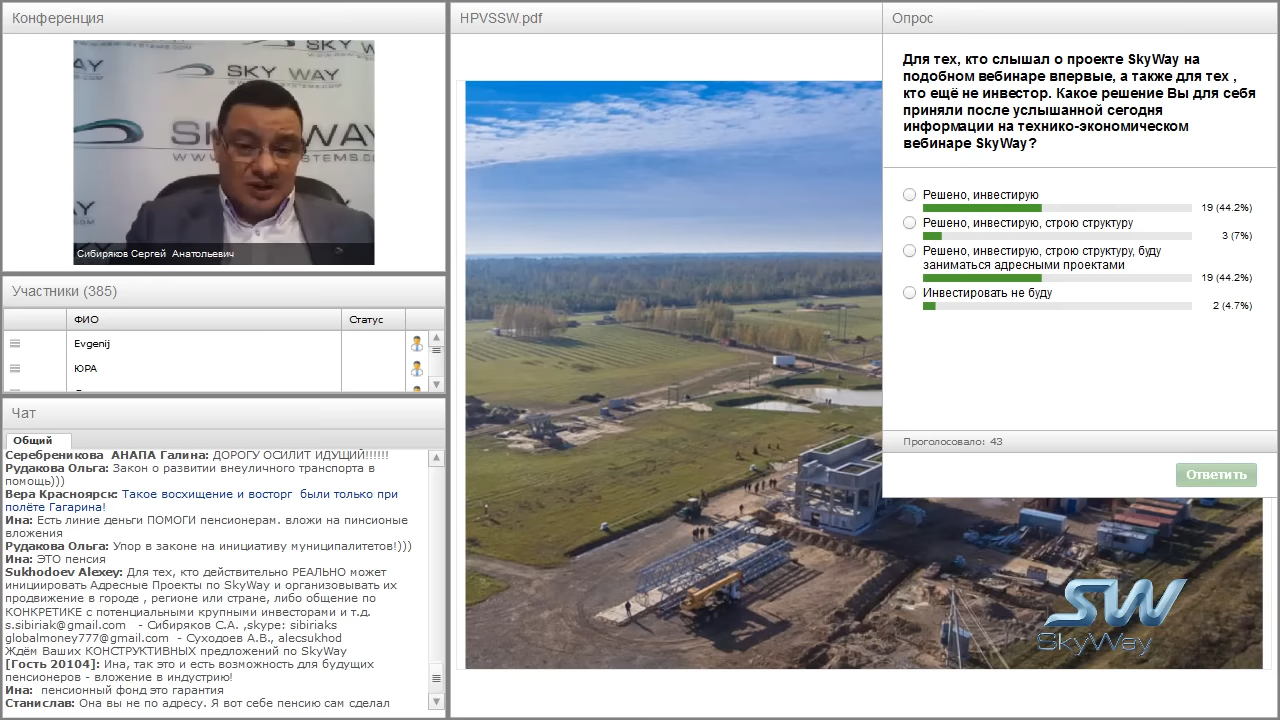 Конференция
SKY WAY
SKY WAY
SYSTEMS.COM
Сибиряков Сергей Анатольевич
Участники (385)
ФИО
Статус
Evgenij
ЮРА
Чат
Общий
Серебреникова АНАПА Галина: ДОРОГУ ОСИЛИТ ИДУЩИЙ!!!!!!
Рудакова Ольга: Закон о развитии внеуличного транспорта в
помощь)))
Вера Красноярск: Такое восхищение и восторг были только при
полёте Гагарина!
Ина: Есть линие деньги ПОМОГИ пенсионерам. вложи на пинсионые
вложения
Рудакова Ольга: Упор в законе на инициативу муниципалитетов!)))
Ина: ЭТО пенсия
Sukhodoev Alexey: Для тех, кто действительно РЕАЛЬНО может
инициировать Адресные Проекты по SkyWay и организовывать их
продвижение в городе , регионе или стране, либо общение по
КОНКРЕТИКЕ с потенциальными крупными инвесторами и т.д.
s.sibiriak@gmail.com - Сибиряков С.А. ,skype: sibiriaks
globalmoney777@gmail.com - Суходоев А.В., alecsukhod
Ждём Ваших КОНСТРУКТИВНЫХ предложений по SkyWay
[Гость 20104]: Ина, так это и есть возможность для будущих
пенсионеров - вложение в индустрию!
Ина: пенсионный фонд это гарантия
Станислав: Она вы не по адресу. Я вот себе пенсию сам сделал
HPVSSW.pdf
SW
SkyWay
Опрос
Для тех, кто слышал о проекте SkyWay на
подобном вебинаре впервые, а также для тех ,
кто ещё не инвестор. Какое решение Вы для себя
приняли после услышанной сегодня
информации на технико-экономическом
вебинаре SkyWay?
Решено, инвестирую
19 (44.2%)
Решено, инвестирую, строю структуру
3 (7%)
Решено, инвестирую, строю структуру, буду
заниматься адресными проектами
19 (44.2%)
Инвестировать не буду
2 (4.7%)
Проголосовало: 43
Ответить